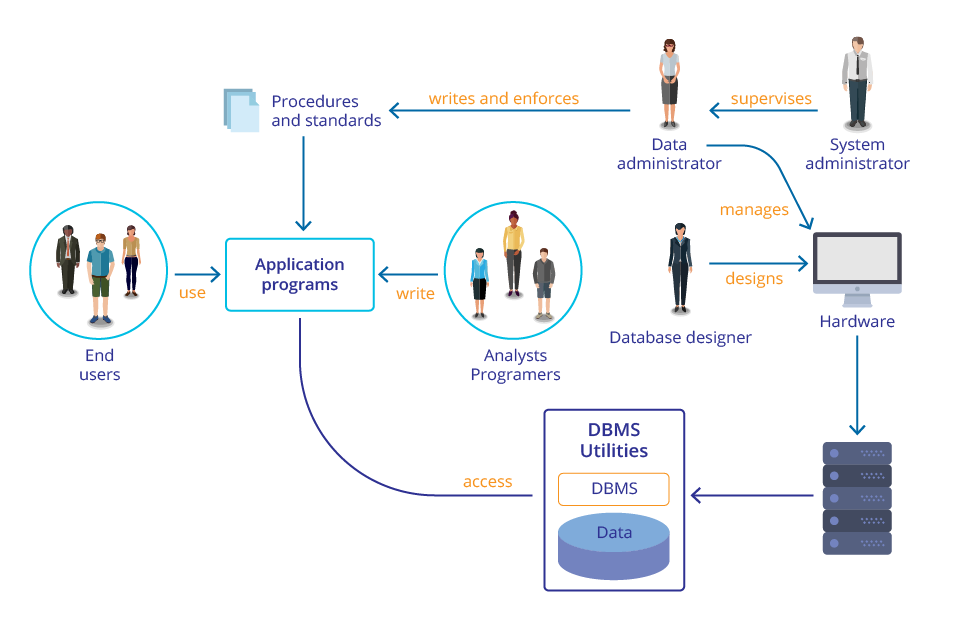 writes and enforces
supervises
Procedures
and standards
Data
administrator
System
administrator
manages
Application
programs
use
write
designs
Hardware
Database designer
End
users
Analysts
Programers
DBMS
Utilities
access
DBMS
Data